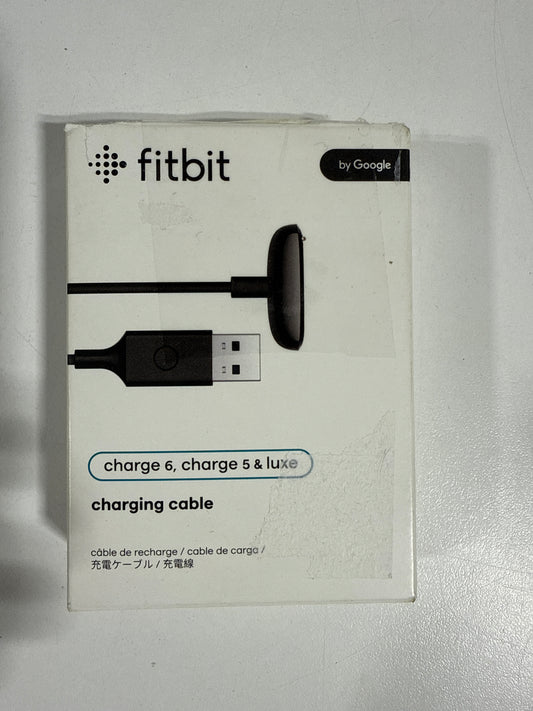 fitbit
by Google
charge 6, charge 5 & luxe
charging cable
câble de recharge / cable de carga /
充電ケーブル / 充電線